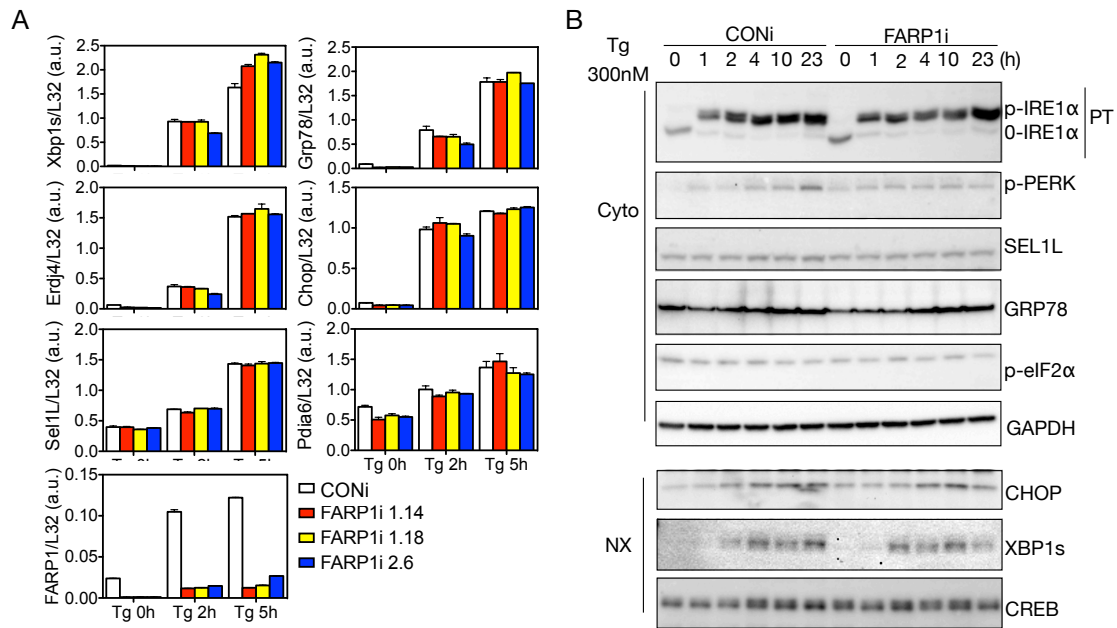 A
Xbp1s/L32 (a.u.)
2.5
2.0
1.5
1.0
0.5
0.0
Grp78/L32 (a.u.)
2.5
2.0
1.5
1.0
0.5
0.0
Erdj4/L32 (a.u.)
2.0
1.5
1.0
0.5
0.0
Chop/L32 (a.u.)
1.5
1.0
0.5
0.0
Sel1L/L32 (a.u.)
2.0
1.5
1.0
0.5
0.0
Pdia6/L32 (a.u.)
2.0
1.5
1.0
0.5
0.0
Tg 0h Tg 2h Tg 5h
FARP1/L32 (a.u.)
0.15
0.10
0.05
0.00
Tg 0h Tg 2h Tg 5h
CONi
FARP1i 1.14
FARP1i 1.18
FARP1i 2.6
B
Tg
300nM
CONi
FARP1i
0 1 2 4 10 23 0 1 2 4 10 23 (h)
Cyto
p-IRE1α
0-IRE1α
PT
p-PERK
SEL1L
GRP78
p-eIF2α
GAPDH
NX
CHOP
XBP1s
CREB